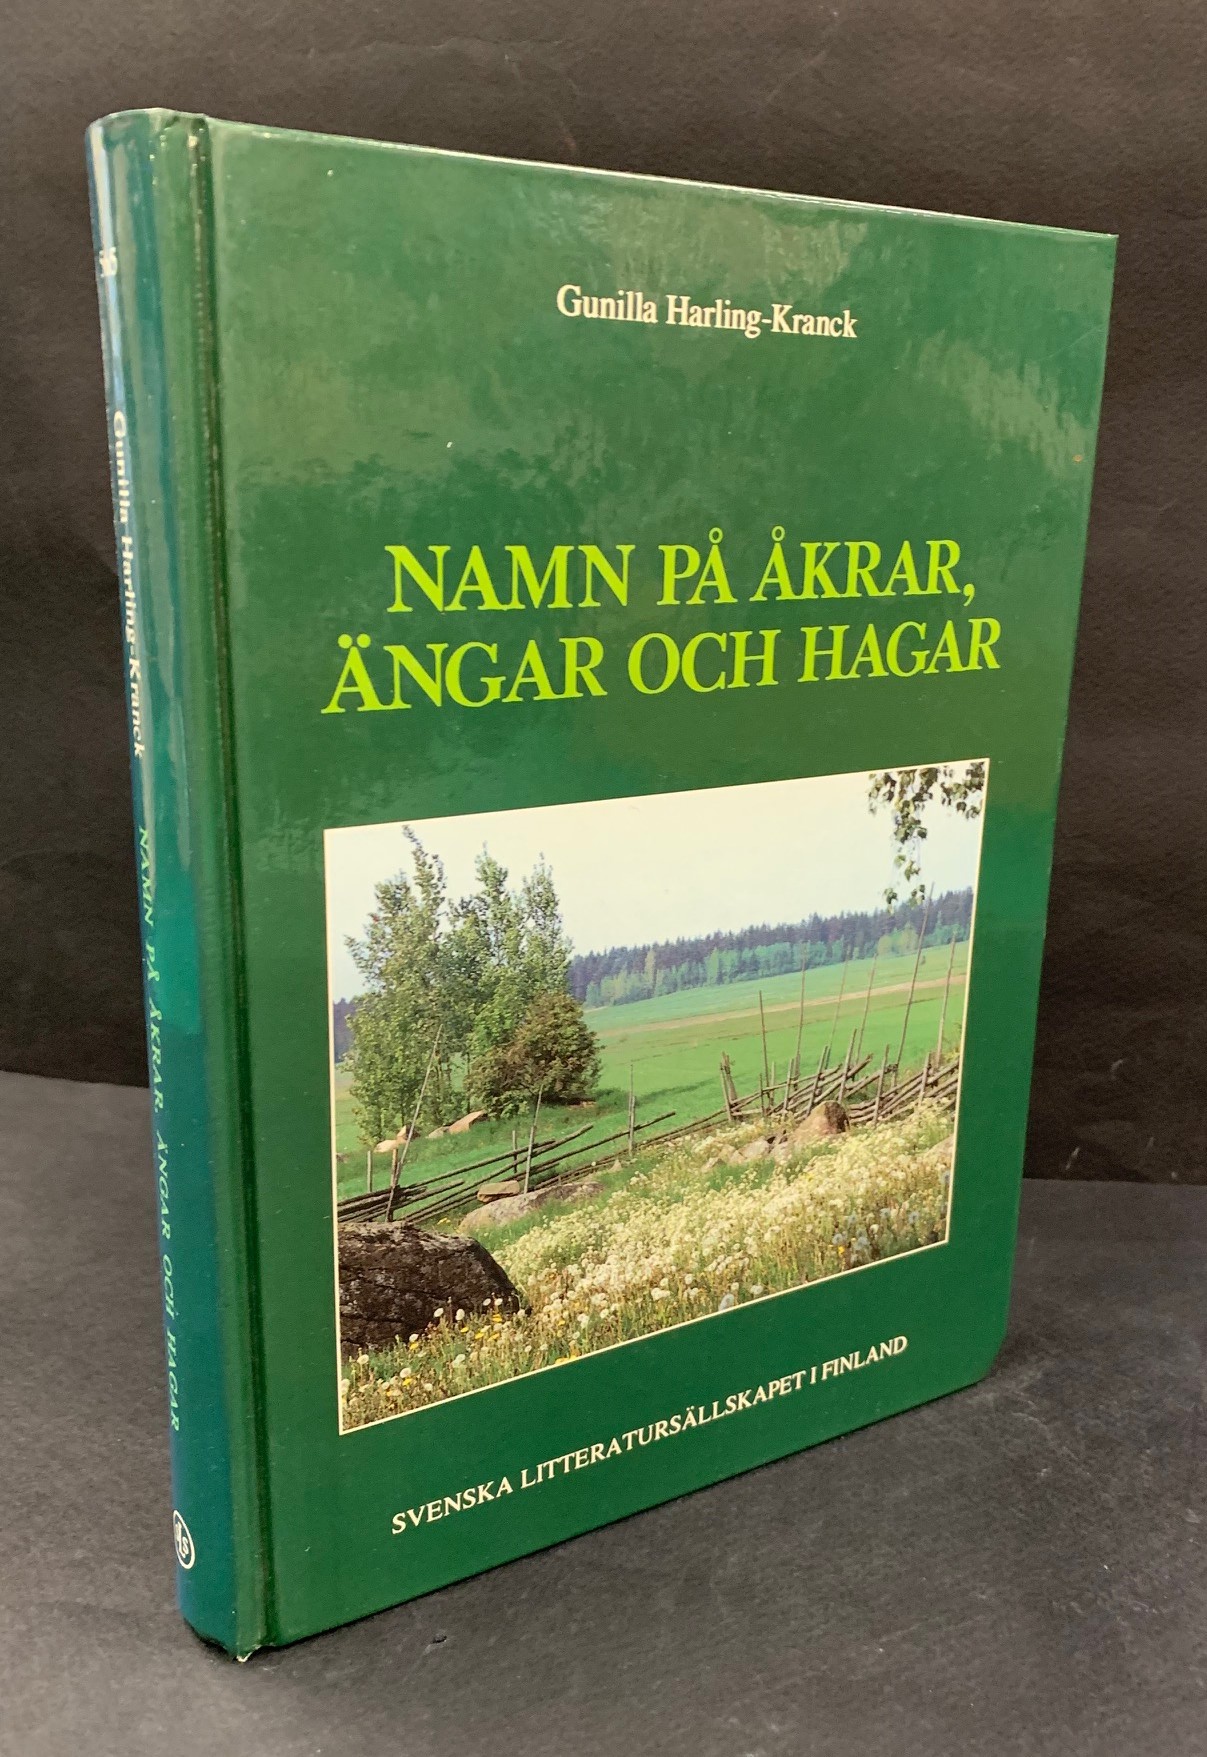 Gunilla Harling-Kranck
NAMN PÅ ÅKRAR,
ÄNGAR OCH HAGAR
SVENSKA LITTERATURSÄLLSKAPET I FINLAND
Gunilla Harling-Kranck
NAMN PÅ ÅKRAR, ÄNGAR OCH HAGAR